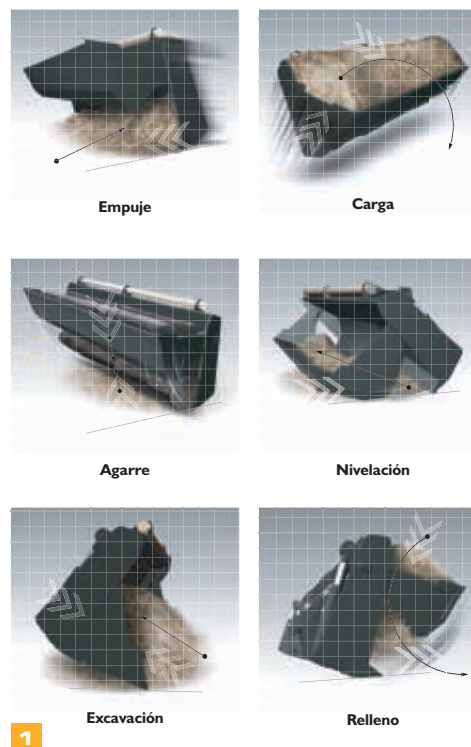 Empuje
Carga
Agarre
Nivelación
Excavación
Relleno
1